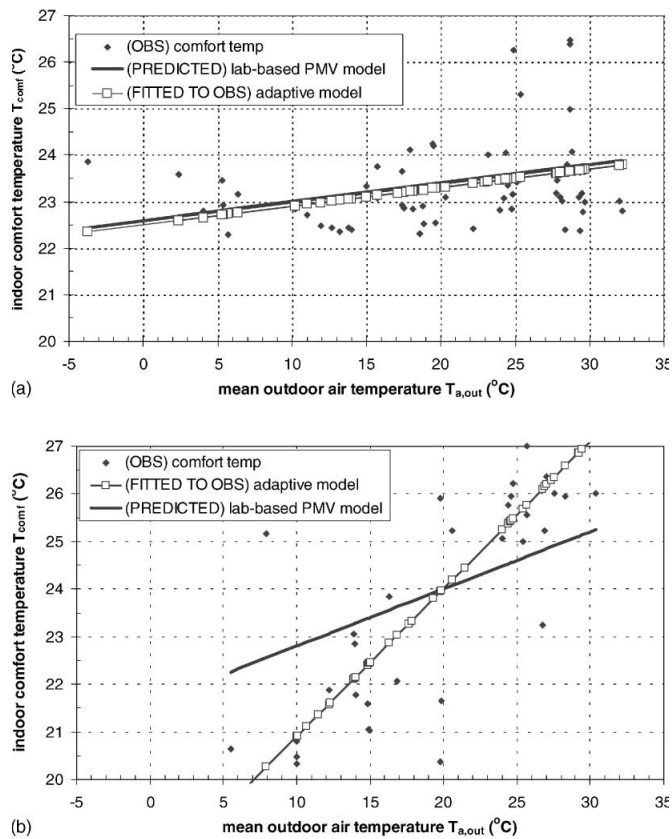 27
26
25
24
23
22
21
20
indoor comfort temperature Tcomf (°C)
(OBS) comfort temp
(PREDICTED) lab-based PMV model
(FITTED TO OBS) adaptive model
-5 0 5 10 15 20 25 30 35
(a) mean outdoor air temperature Ta,out (°C)
27
26
25
24
23
22
21
20
indoor comfort temperature Tcomf (°C)
(OBS) comfort temp
(FITTED TO OBS) adaptive model
(PREDICTED) lab-based PMV model
-5 0 5 10 15 20 25 30 35
(b) mean outdoor air temperature Ta,out (°C)